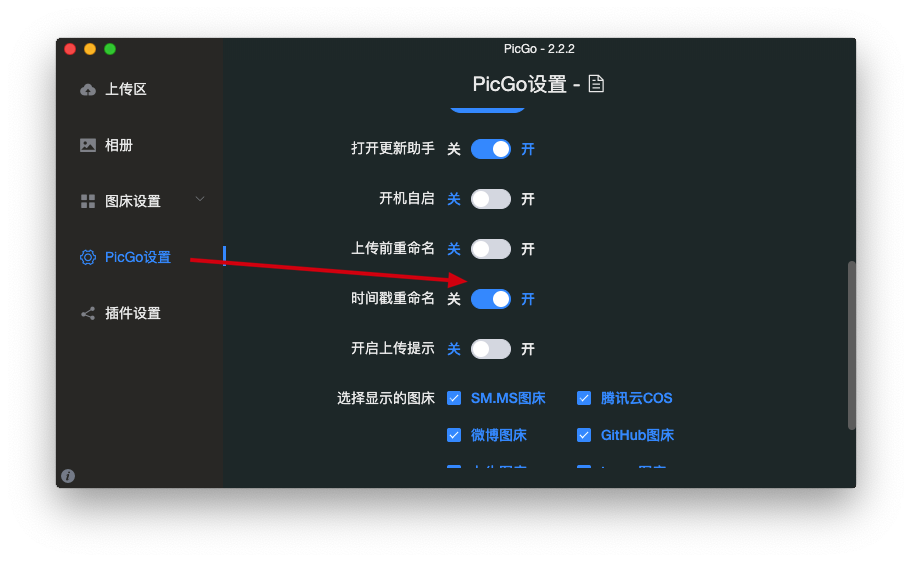 PicGo - 2.2.2
PicGo设置 -
上传区
相册
图床设置
PicGo设置
插件设置
打开更新助手 关 开
开机自启 关 开
上传前重命名 关 开
时间戳重命名 关 开
开启上传提示 关 开
选择显示的图床 SM.MS图床 腾讯云COS
微博图床 GitHub图床